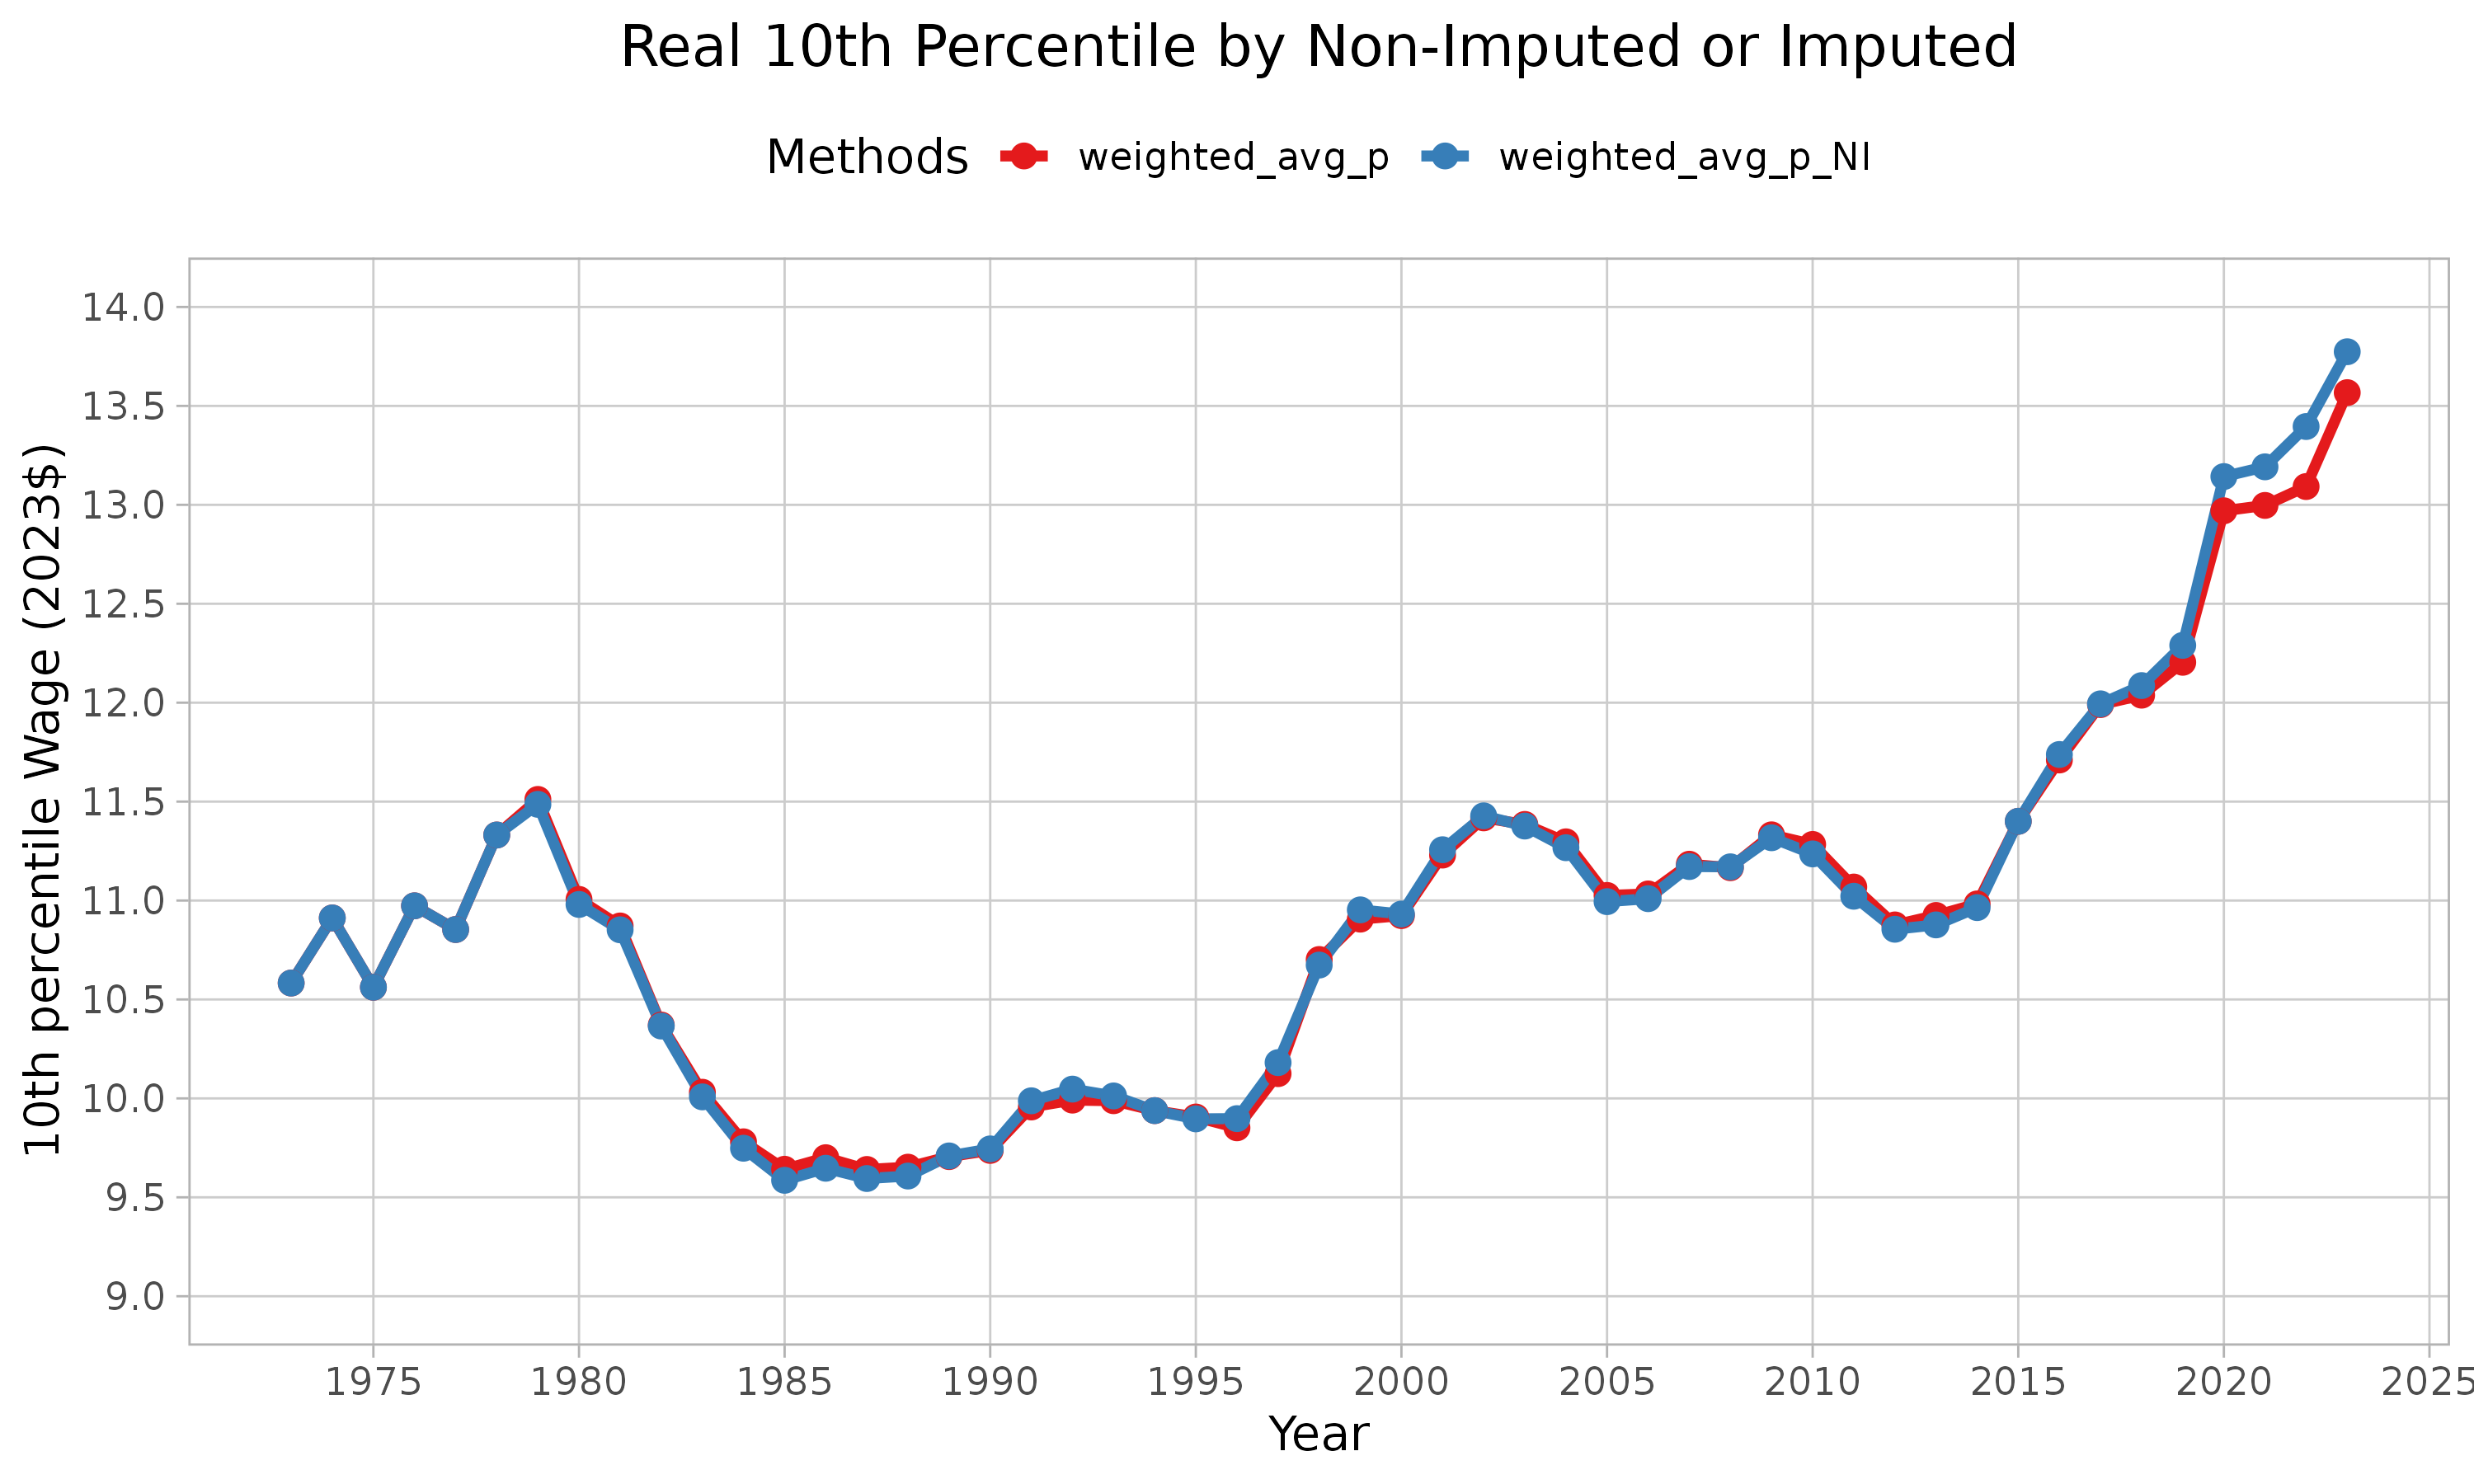 Real 10th Percentile by Non-Imputed or Imputed
Methods weighted_avg_p weighted_avg_p_NI
10th percentile Wage (2023$)
14.0
13.5
13.0
12.5
12.0
11.5
11.0
10.5
10.0
9.5
9.0
1975 1980 1985 1990 1995 2000 2005 2010 2015 2020 2025
Year